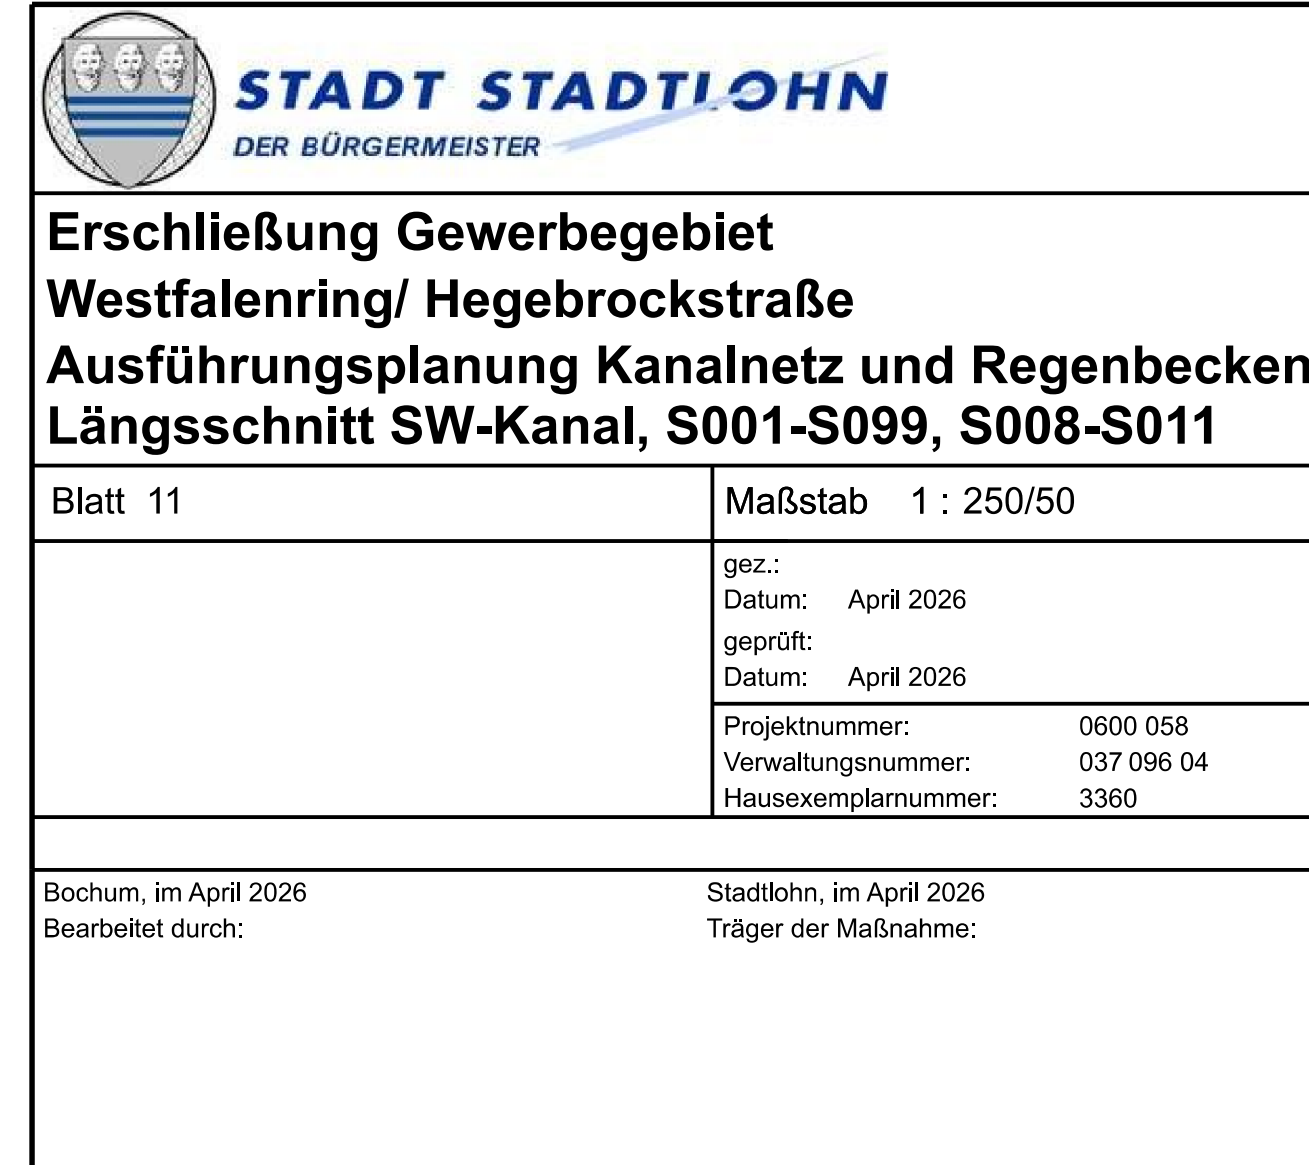 STADT STADTLOHN
DER BÜRGERMEISTER
Erschließung Gewerbegebiet
Westfalenring/ Hegebrockstraße
Ausführungsplanung Kanalnetz und Regenbecken
Längsschnitt SW-Kanal, S001-S099, S008-S011
Blatt 11
Maßstab 1 : 250/50
gez.:
Datum: April 2026
geprüft:
Datum: April 2026
Projektnummer: 0600 058
Verwaltungsnummer: 037 096 04
Hausexemplarnummer: 3360
Bochum, im April 2026
Bearbeitet durch:
Stadtlohn, im April 2026
Träger der Maßnahme: